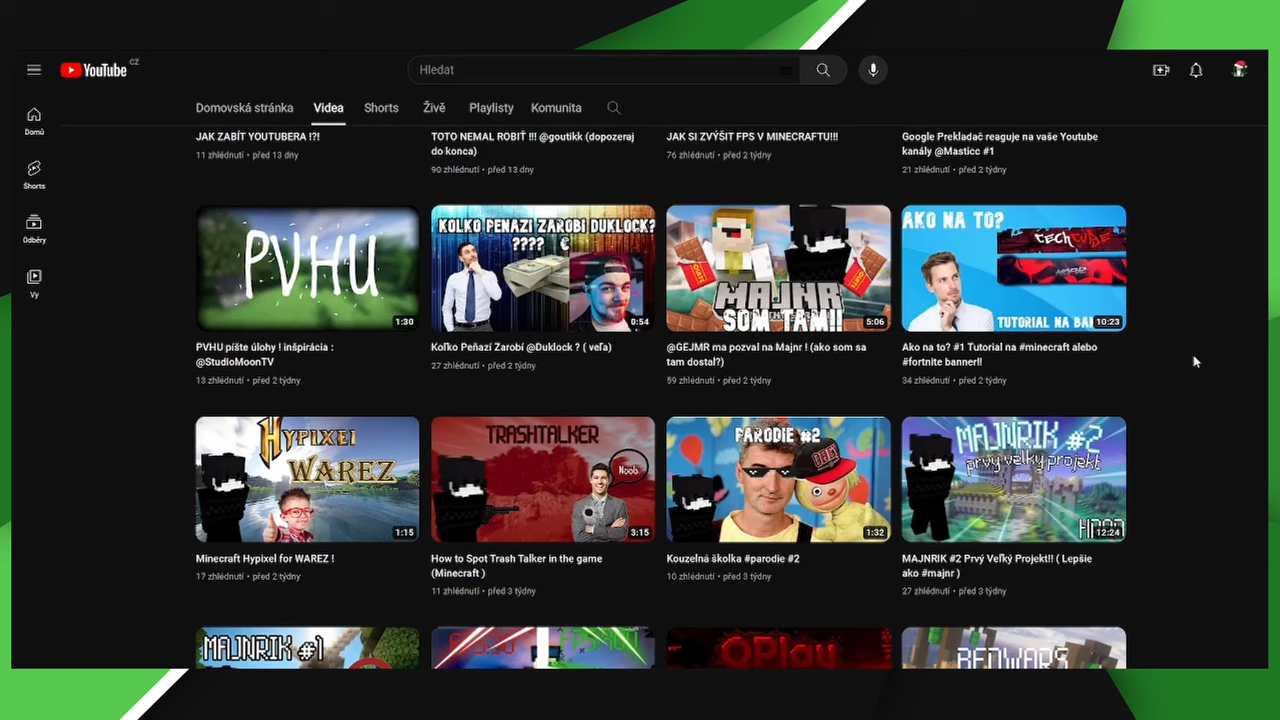 YouTube CZ
Hledat
Domovská stránka Videa Shorts Živě Playlisty Komunita
Domů
Shorts
Odběry
Vy
JAK ZABÍT YOUTUBERA !?!
11 zhlédnutí • před 13 dny
TOTO NEMAL ROBIŤ !!! @goutikk (dopozeraj
do konca)
90 zhlédnutí • před 13 dny
JAK SI ZVÝŠIT FPS V MINECRAFTU!!!
76 zhlédnutí • před 2 týdny
Google Prekladač reaguje na vaše Youtube
kanály @Masticc #1
21 zhlédnutí • před 2 týdny
PVHU
1:30
PVHU píšte úlohy ! inšpirácia :
@StudioMoonTV
13 zhlédnutí • před 2 týdny
KOLKO PENAZI ZAROBI DUKLOCK?
???? €
0:54
Koľko Peňazí Zarobí @Duklock ? ( veľa)
27 zhlédnutí • před 2 týdny
MAJNR
SOM TAM!!
5:06
@GEJMR ma pozval na Majnr ! (ako som sa
tam dostal?)
59 zhlédnutí • před 2 týdny
AKO NA TO?
TECHCUBE
TUTORIAL NA BA
10:23
Ako na to? #1 Tutorial na #minecraft alebo
#fortnite banner!!
34 zhlédnutí • před 2 týdny
HYPIXEL
WAREZ
1:15
Minecraft Hypixel for WAREZ !
17 zhlédnutí • před 2 týdny
TRASHTALKER
Noob
3:15
How to Spot Trash Talker in the game
(Minecraft )
11 zhlédnutí • před 3 týdny
PARODIE #2
OBEY
1:32
Kouzelná školka #parodie #2
10 zhlédnutí • před 3 týdny
MAJNRIK #2
prvy velky projekt
12:24
MAJNRIK #2 Prvý Veľký Projekt!! ( Lepšie
ako #majnr )
27 zhlédnutí • před 3 týdny
MAJNRIK #1
QPlay
BEDWARS